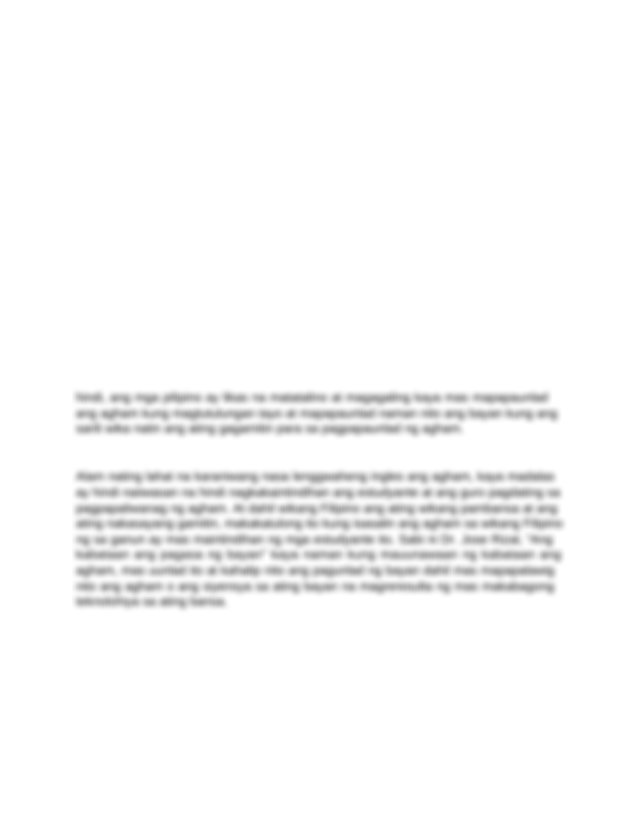 hindi, ang mga pilipino ay likas na matatalino at magagaling kaya mas mapapaunlad
ang agham kung magtutulungan tayo at mapapaunlad naman nito ang bayan kung ang
sarili wika natin ang ating gagamitin para sa pagpapaunlad ng agham.
Alam nating lahat na karaniwang nasa lenggwaheng ingles ang agham, kaya madalas
ay hindi naiwasan na hindi nagkakaintindihan ang estudyante at ang guro pagdating sa
pagpapaliwanag ng agham. At dahil wikang Filipino ang ating wikang pambansa at ang
ating nakasanayang gamitin, makakatulong ito kung isasalin ang agham sa wikang Filipino
ng sa ganun ay mas maintindihan ng mga estudyante ito. Sabi ni Dr. Jose Rizal, "Ang
kabataan ang pagasa ng bayan" kaya naman kung mauunawaan ng kabataan ang
agham, mas uunlad ito at kahalip nito ang pagunlad ng bayan dahil mas mapapalawig
nito ang agham o ang siyensya sa ating bayan na magreresulta ng mas makabagong
teknolohiya sa ating bansa.